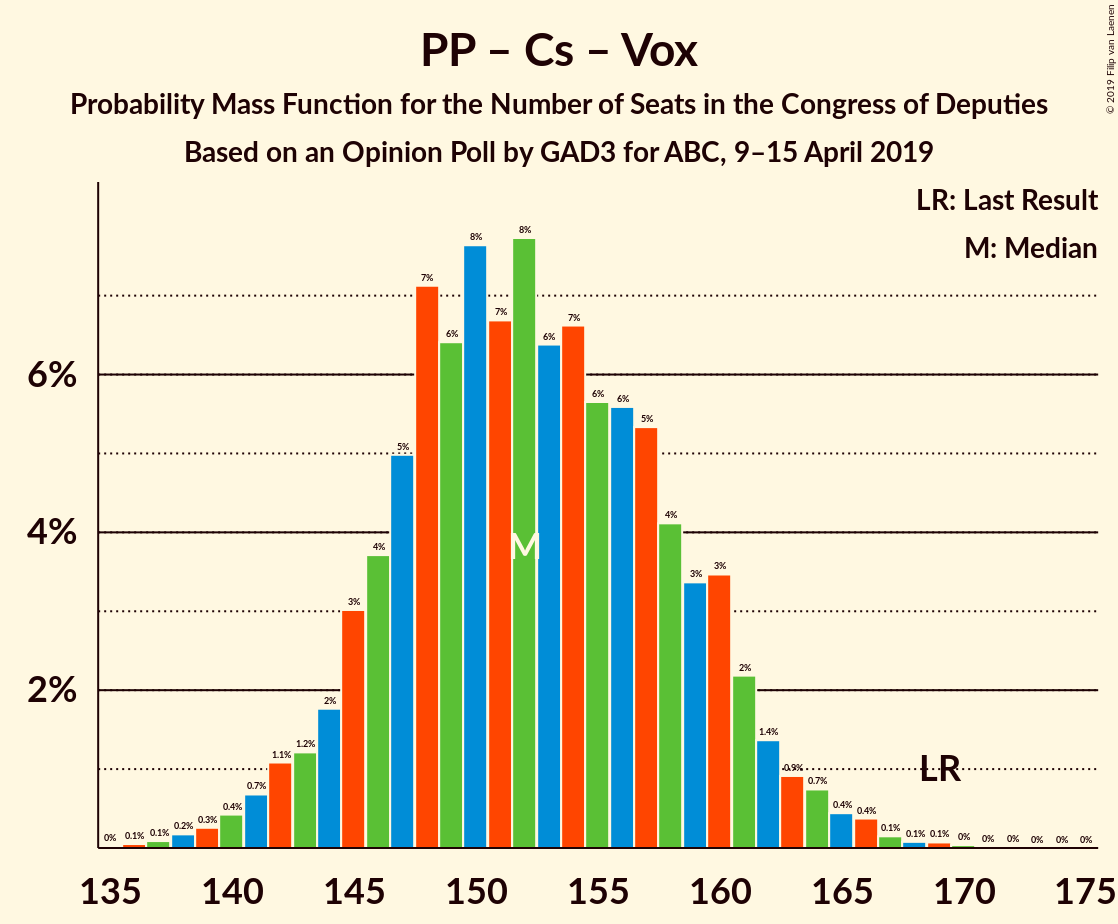 PP – Cs – Vox
Probability Mass Function for the Number of Seats in the Congress of Deputies
Based on an Opinion Poll by GAD3 for ABC, 9–15 April 2019
© 2019 Filip van Laenen
LR: Last Result
M: Median
6%
4%
2%
0% 0.1% 0.1% 0.2% 0.3% 0.4% 0.7% 1.1% 1.2% 2% 3% 4% 5% 7% 6% 8% 7% 8% 6% 7% 6% 6% 5% 4% 3% 3% 2% 1.4% 0.9% 0.7% 0.4% 0.4% 0.1% 0.1% 0.1% 0% 0% 0% 0% 0% 0%
M
LR
135 140 145 150 155 160 165 170 175